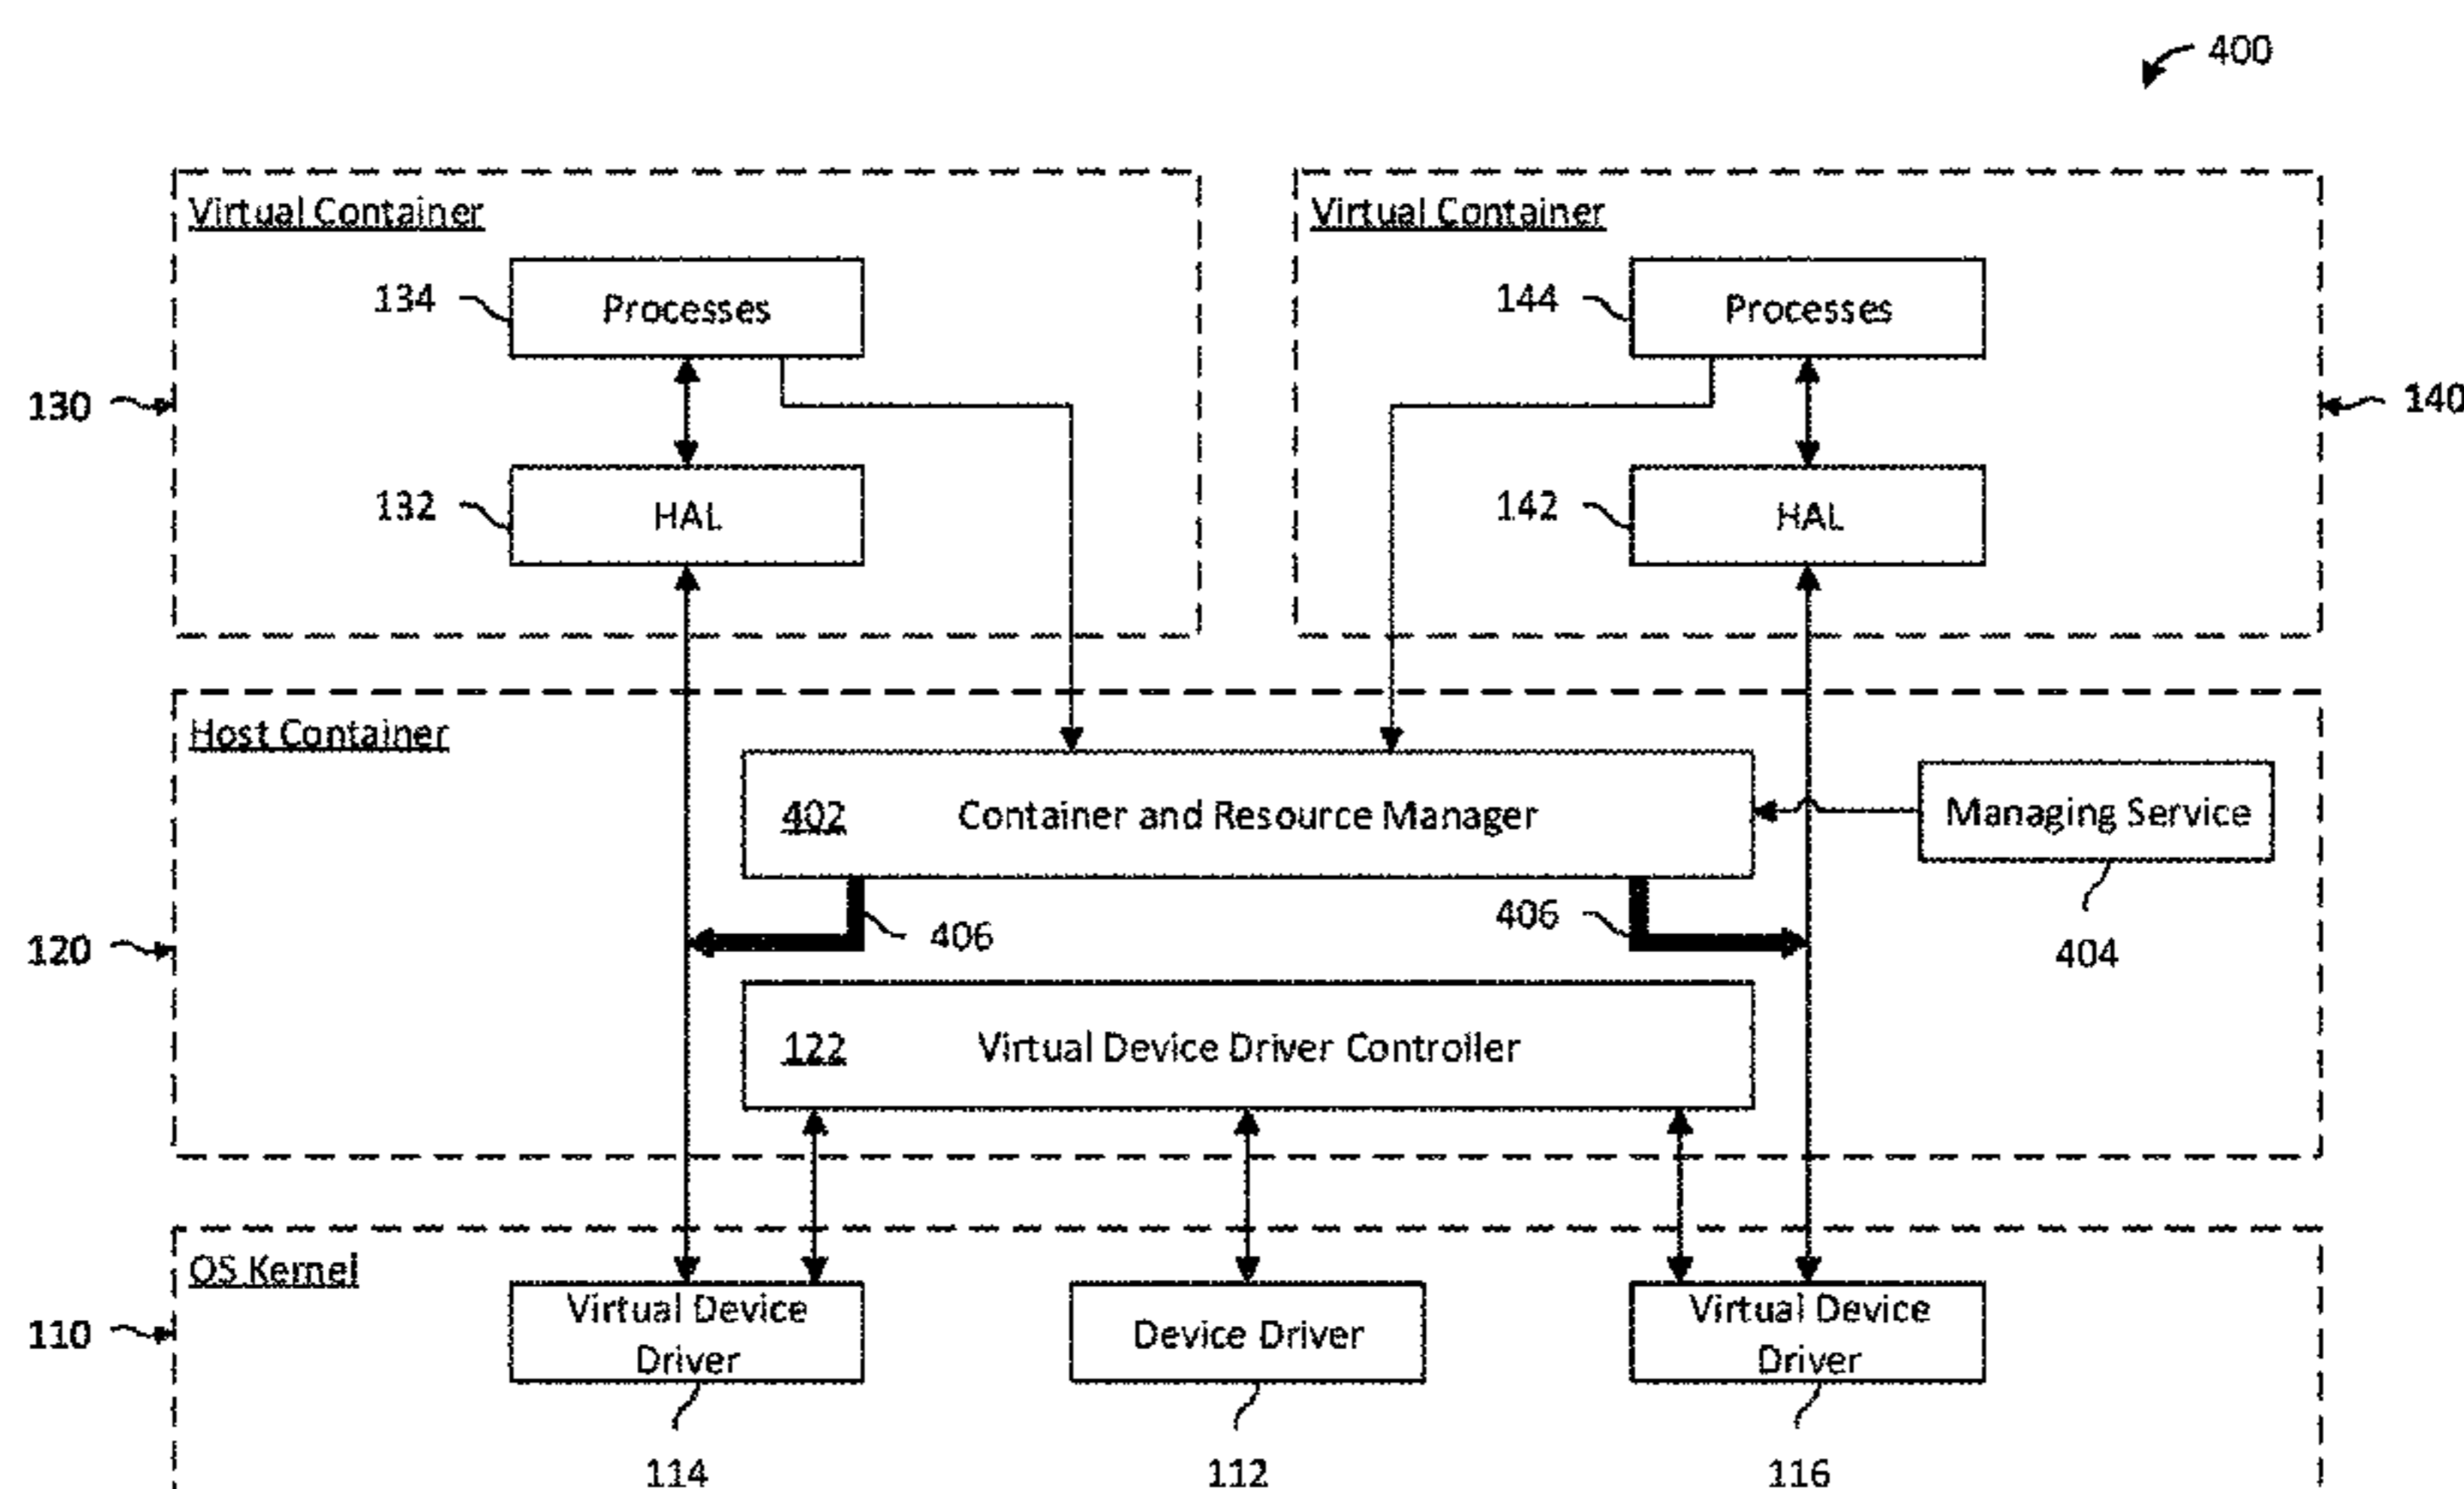 400
Virtual Container
Virtual Container
134
Processes
144
Processes
130
140
132
HAL
142
HAL
Host Container
402 Container and Resource Manager
Managing Service
406
406
404
120
122 Virtual Device Driver Controller
OS Kernel
110
Virtual Device
Driver
Device Driver
Virtual Device
Driver
114
112
116